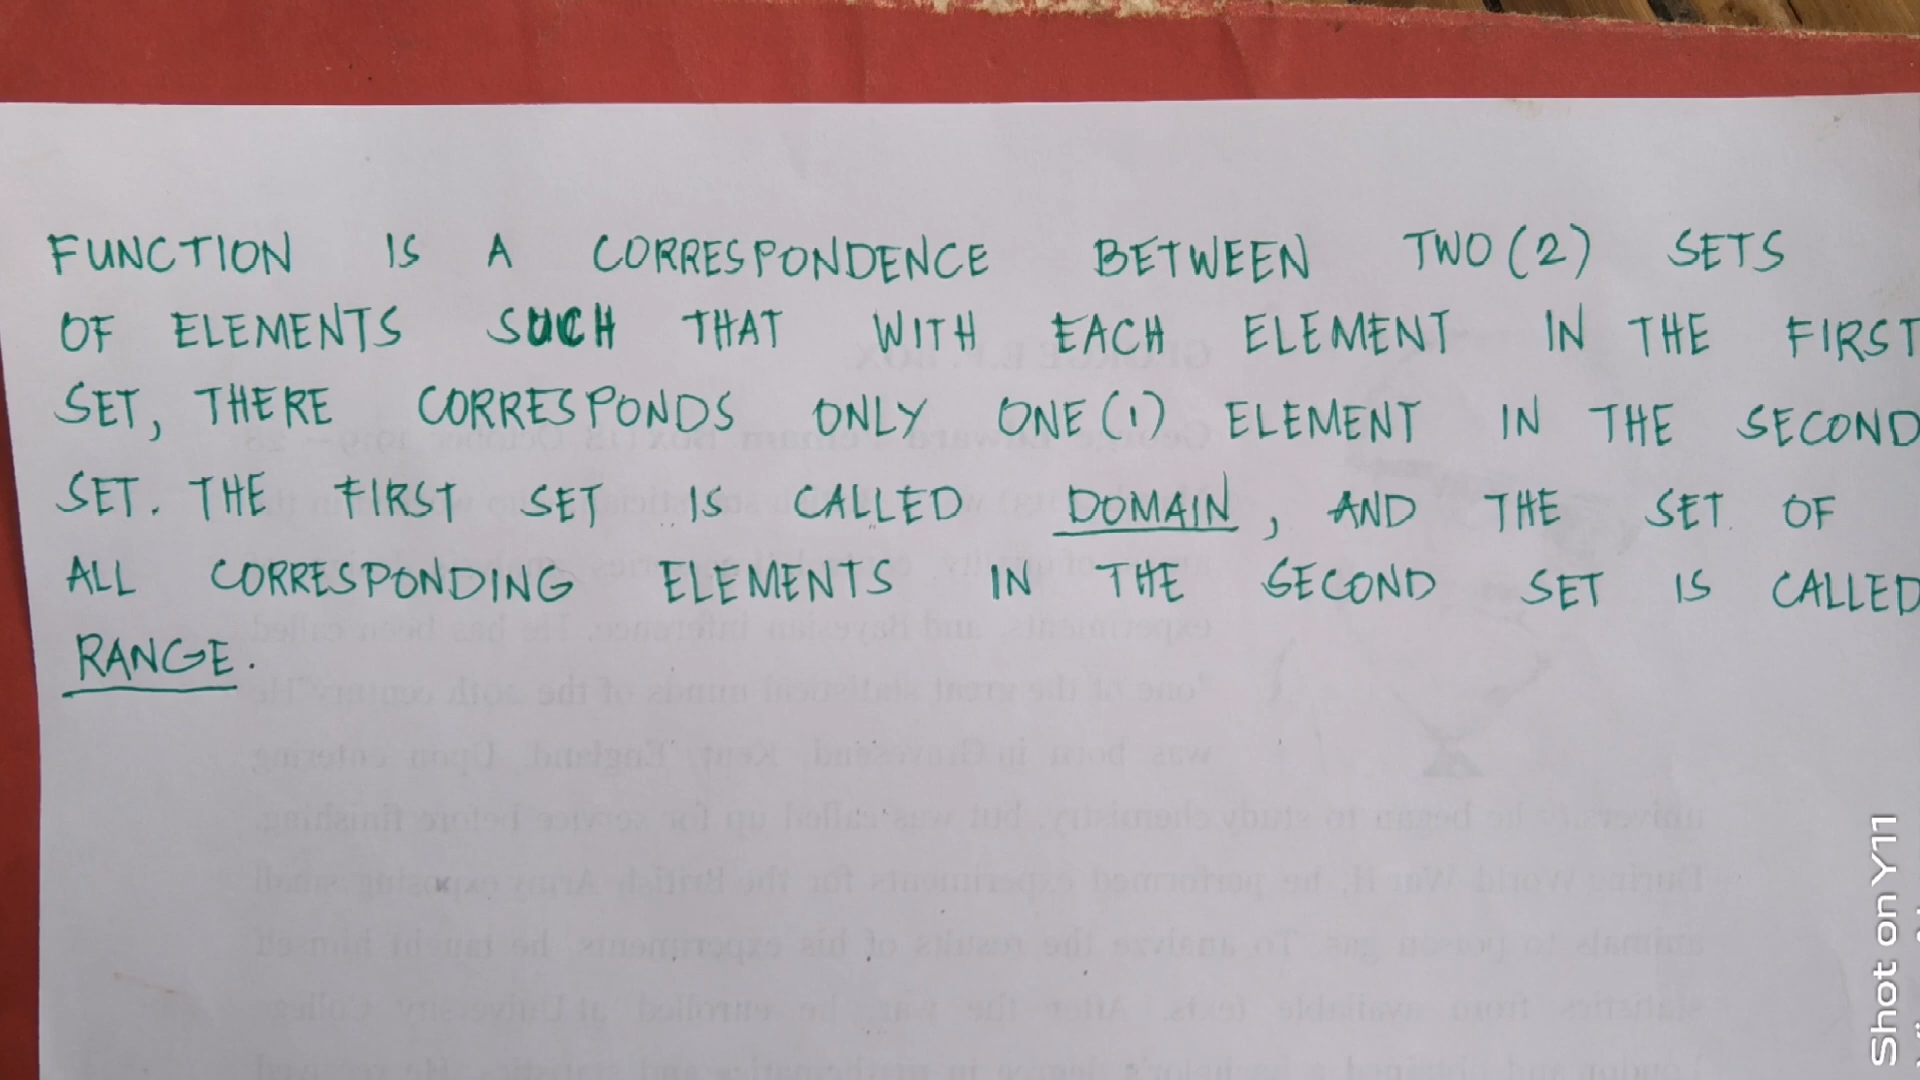 FUNCTION IS A CORRESPONDENCE BETWEEN TWO (2) SETS
OF ELEMENTS SUCH THAT WITH EACH ELEMENT IN THE FIRST
SET, THERE CORRESPONDS ONLY ONE (1) ELEMENT IN THE SECOND
SET. THE FIRST SET IS CALLED DOMAIN, AND THE SET OF
ALL CORRESPONDING ELEMENTS IN THE SECOND SET IS CALLED
RANGE.
Shot on Y11